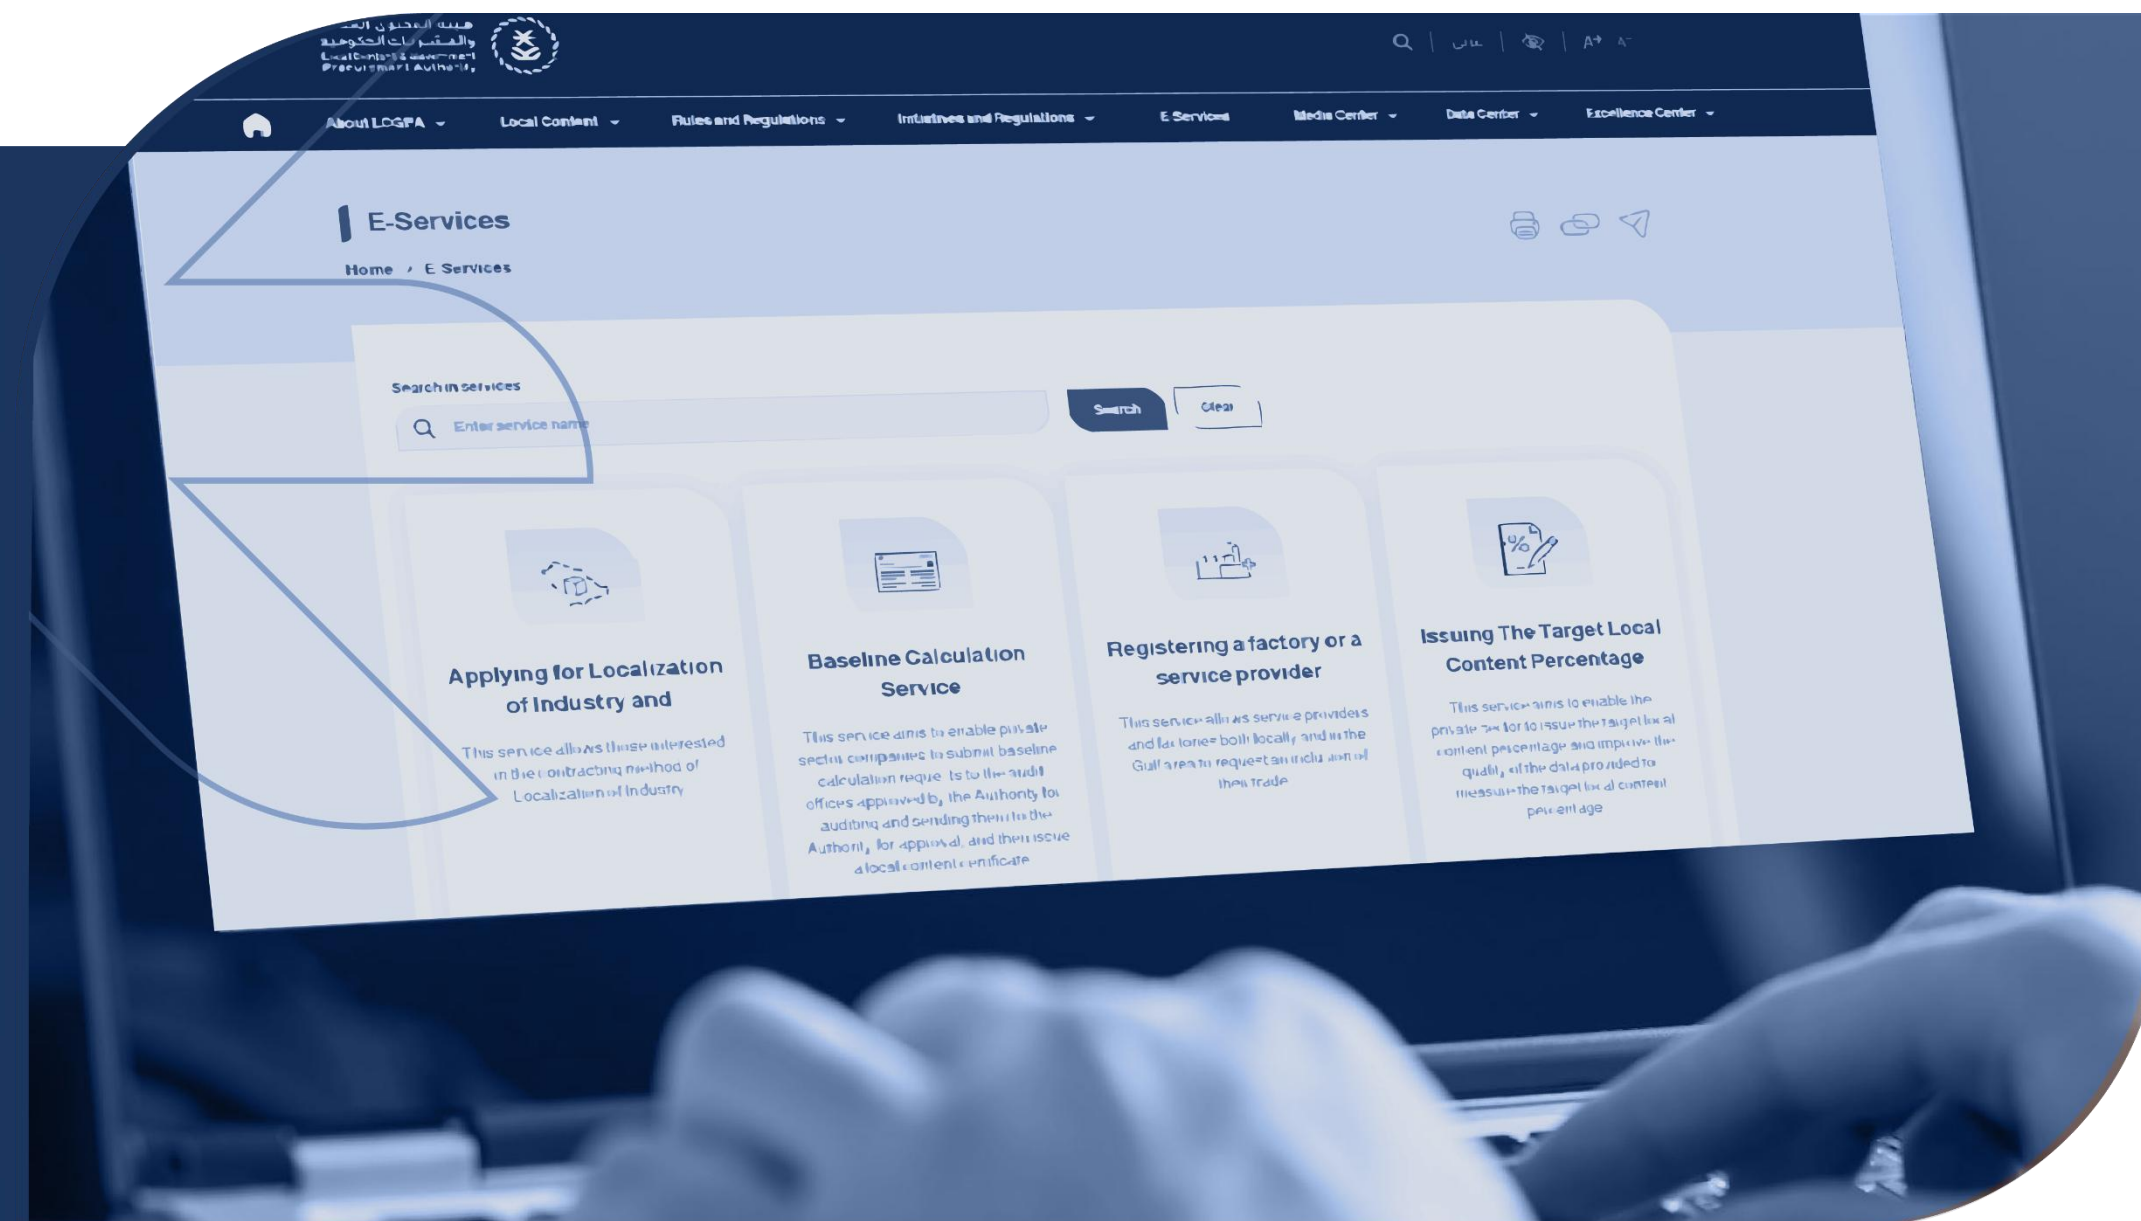 هيئة المحتوى المحـ
والمشتريات الحكومية
Local Content & Government
Procurement Authority
عالي
A+ A-
About LCGPA
Local Content
Rules and Regulations
Initiatives and Regulations
E Services
Media Center
Data Center
Excellence Center
E-Services
Home › E Services
Search in services
Enter service name
Search
Clear
Applying for Localization
of Industry and
This service allows those interested
in the contracting method of
Localization of Industry
Baseline Calculation
Service
This service aims to enable private
sector companies to submit baseline
calculation requests to the audit
offices approved by the Authority for
auditing and sending them to the
Authority for approval, and then issue
a local content certificate
Registering a factory or a
service provider
This service allows service providers
and factories both locally and in the
Gulf area to request an inclusion of
their trade
Issuing The Target Local
Content Percentage
This service aims to enable the
private sector to issue the target local
content percentage and improve the
quality of the data provided to
measure the target local content
percentage